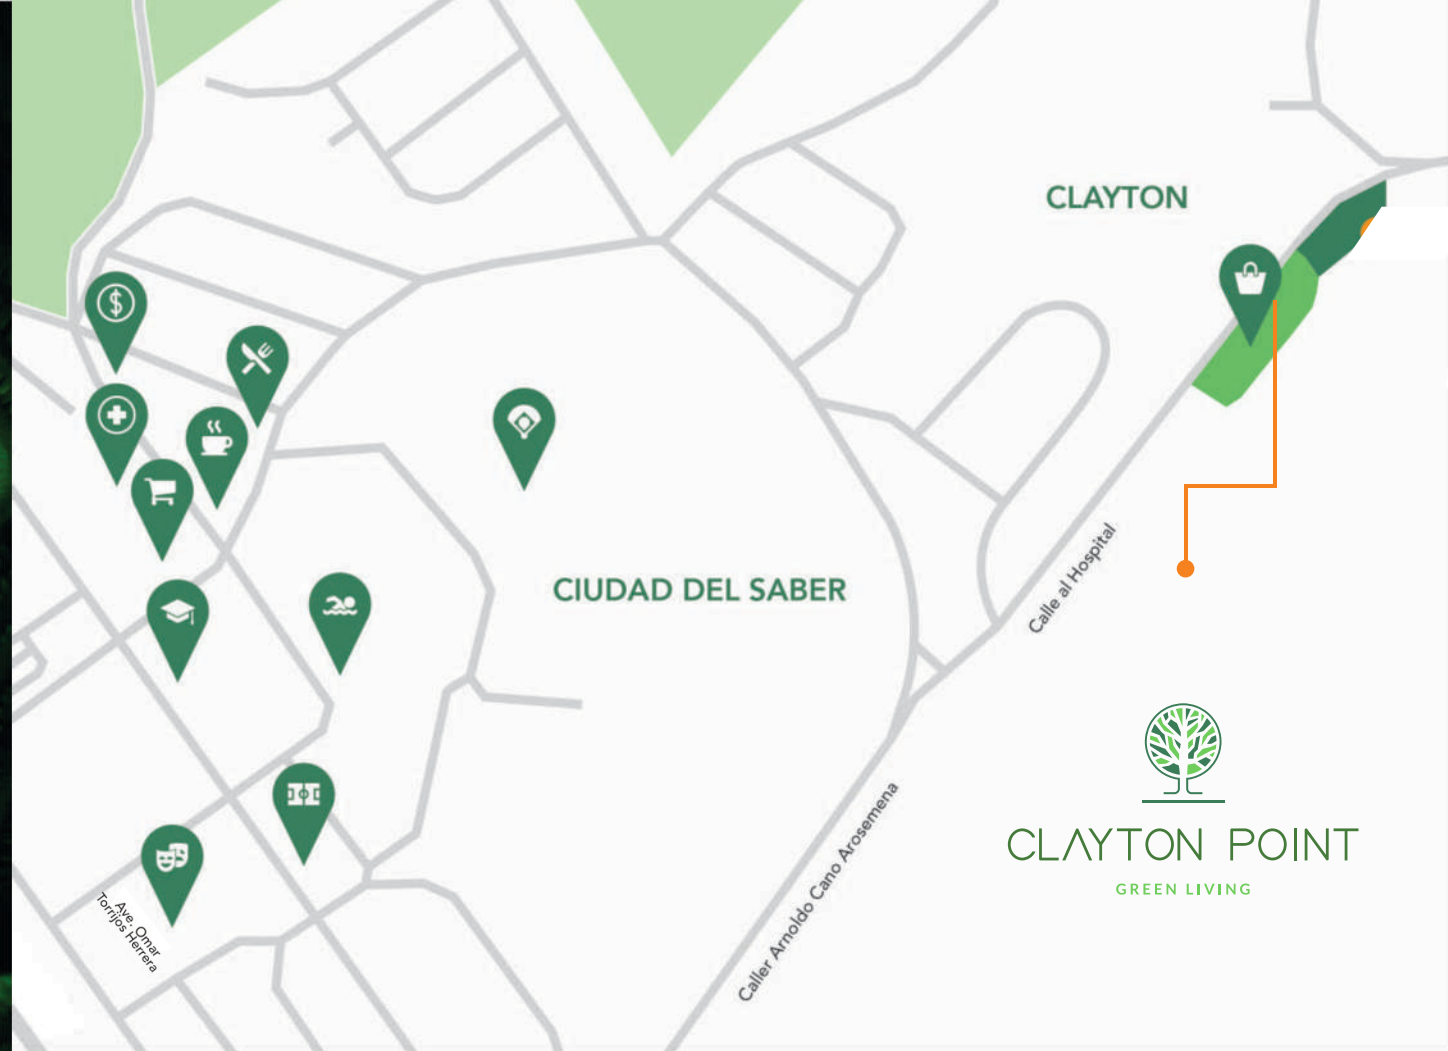 CLAYTON
CIUDAD DEL SABER
Calle al Hospital
Caller Arnoldo Cano Arosemena
Ave. Omar
Torrijos Herrera
CLAYTON POINT
GREEN LIVING
$